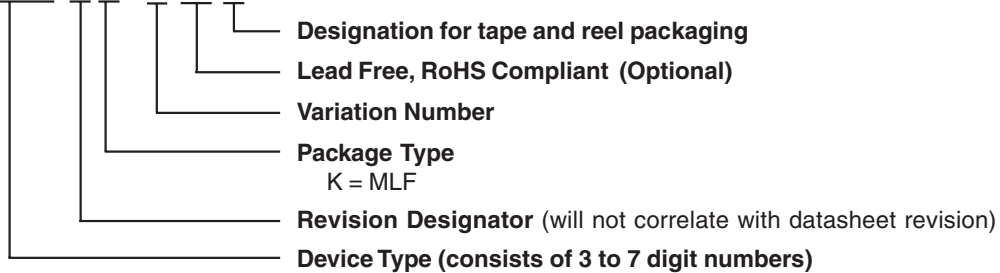 Designation for tape and reel packaging
Lead Free, RoHS Compliant (Optional)
Variation Number
Package Type
K = MLF
Revision Designator (will not correlate with datasheet revision)
Device Type (consists of 3 to 7 digit numbers)